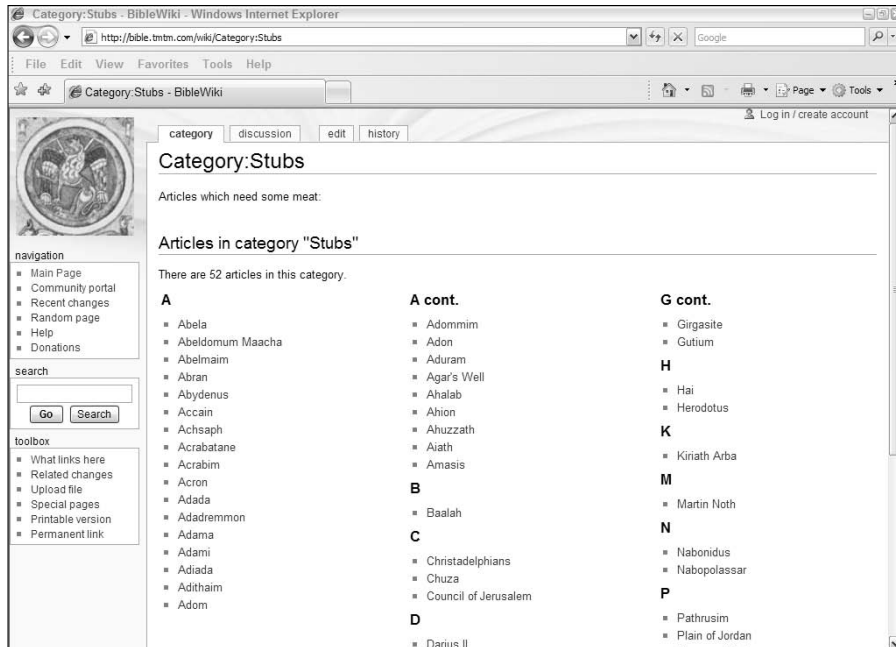 Category:Stubs - BibleWiki - Windows Internet Explorer
http://bible.tmtm.com/wiki/Category:Stubs
Google
File Edit View Favorites Tools Help
Category:Stubs - BibleWiki
Page Tools
Log in / create account
category discussion edit history
Category:Stubs
Articles which need some meat:
Articles in category "Stubs"
There are 52 articles in this category.
navigation
Main Page
Community portal
Recent changes
Random page
Help
Donations
search
Go Search
toolbox
What links here
Related changes
Upload file
Special pages
Printable version
Permanent link
A
Abela
Abeldomum Maacha
Abelmaim
Abran
Abydenus
Accain
Achsaph
Acrabatane
Acrabim
Acron
Adada
Adadremmon
Adama
Adami
Adiada
Adithaim
Adom
A cont.
Adommim
Adon
Aduram
Agar's Well
Ahalab
Ahion
Ahuzzath
Aiath
Amasis
B
Baalah
C
Christadelphians
Chuza
Council of Jerusalem
D
Darius II
G cont.
Girgasite
Gutium
H
Hai
Herodotus
K
Kiriath Arba
M
Martin Noth
N
Nabonidus
Nabopolassar
P
Pathrusim
Plain of Jordan